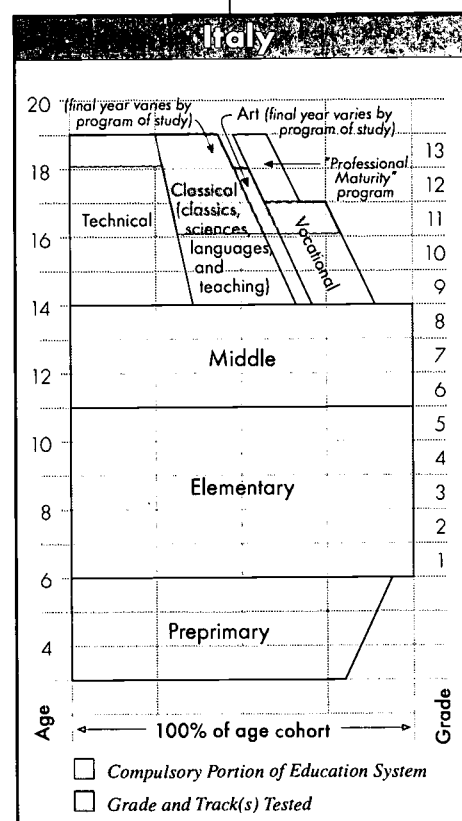 Italy
20
18
16
14
12
10
8
6
4
Age
(final year varies by
program of study)
Art (final year varies by
program of study)
"Professional
Maturity"
program
Technical
Classical
(classics,
sciences,
languages,
and
teaching)
Vocational
Middle
Elementary
Preprimary
13
12
11
10
9
8
7
6
5
4
3
2
1
Grade
100% of age cohort
Compulsory Portion of Education System
Grade and Track(s) Tested